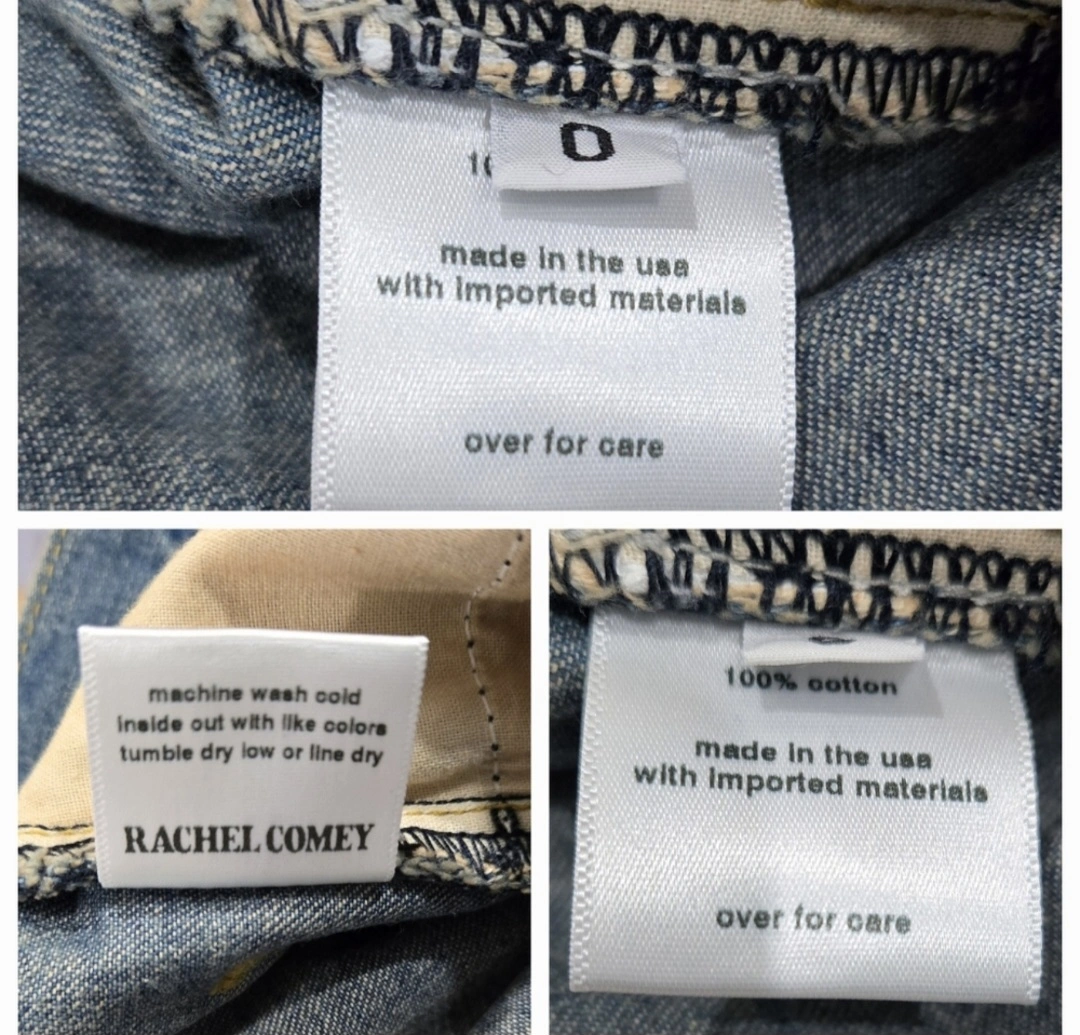 0
made in the usa
with imported materials
over for care
machine wash cold
inside out with like colors
tumble dry low or line dry
RACHEL COMEY
100% cotton
made in the usa
with imported materials
over for care